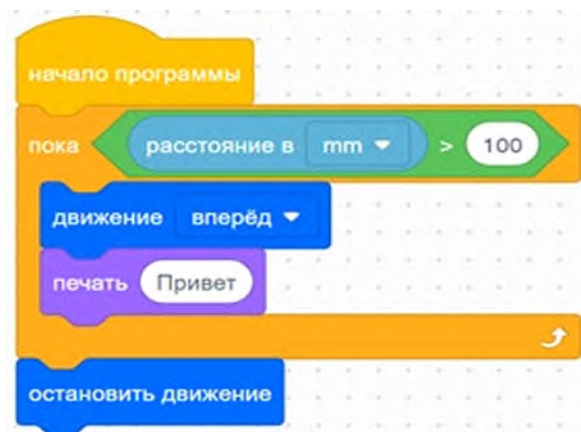 начало программы
пока расстояние в mm > 100
движение вперёд
печать Привет
остановить движение